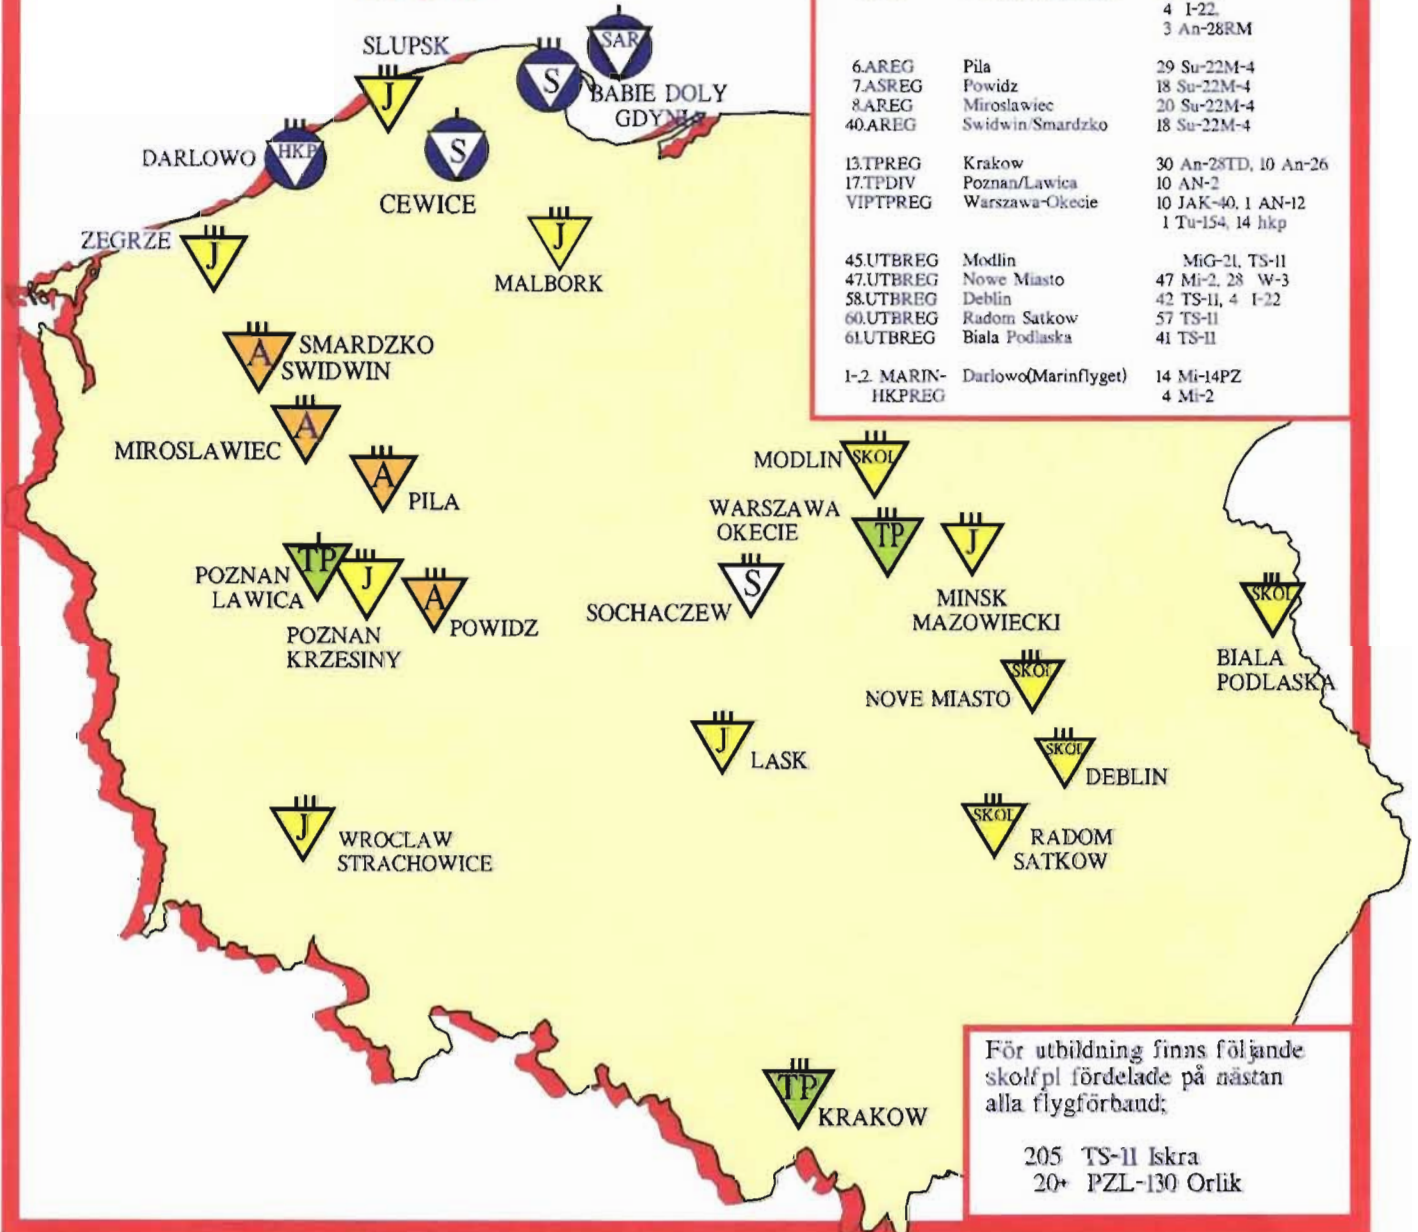 4 I-22,
3 An-28RM
6.AREG Pila 29 Su-22M-4
7.ASREG Powidz 18 Su-22M-4
8.AREG Miroslawiec 20 Su-22M-4
40.AREG Swidwin/Smardzko 18 Su-22M-4
13.TPREG Krakow 30 An-28TD, 10 An-26
17.TPDIV Poznan/Lawica 10 AN-2
VIPTPREG Warszawa-Okecie 10 JAK-40, 1 AN-12
1 Tu-154, 14 hkp
45.UTBREG Modlin MiG-21, TS-11
47.UTBREG Nowe Miasto 47 Mi-2, 28 W-3
58.UTBREG Deblin 42 TS-11, 4 I-22
60.UTBREG Radom Satkow 57 TS-11
61.UTBREG Biala Podlaska 41 TS-11
1-.2. MARIN- Darlowo(Marinflyget) 14 Mi-14PZ
HKPREG 4 Mi-2
SLUPSK
J
S
SAR
BABIE DOLY
GDYNIA
DARLOWO
HKP
S
CEWICE
ZEGRZE
J
J
MALBORK
A
SMARDZKO
SWIDWIN
A
MIROSLAWIEC
A
PILA
MODLIN
SKOL
WARSZAWA
OKECIE
TP
J
MINSK
MAZOWIECKI
TP
POZNAN
LAWICA
J
POZNAN
KRZESINY
A
POWIDZ
S
SOCHACZEW
SKOL
BIALA
PODLASKA
SKOL
NOVE MIASTO
J
LASK
SKOL
DEBLIN
SKOL
RADOM
SATKOW
J
WROCLAW
STRACHOWICE
TP
KRAKOW
För utbildning finns följande
skolfpl fördelade på nästan
alla flygförband;
205 TS-11 Iskra
20+ PZL-130 Orlik